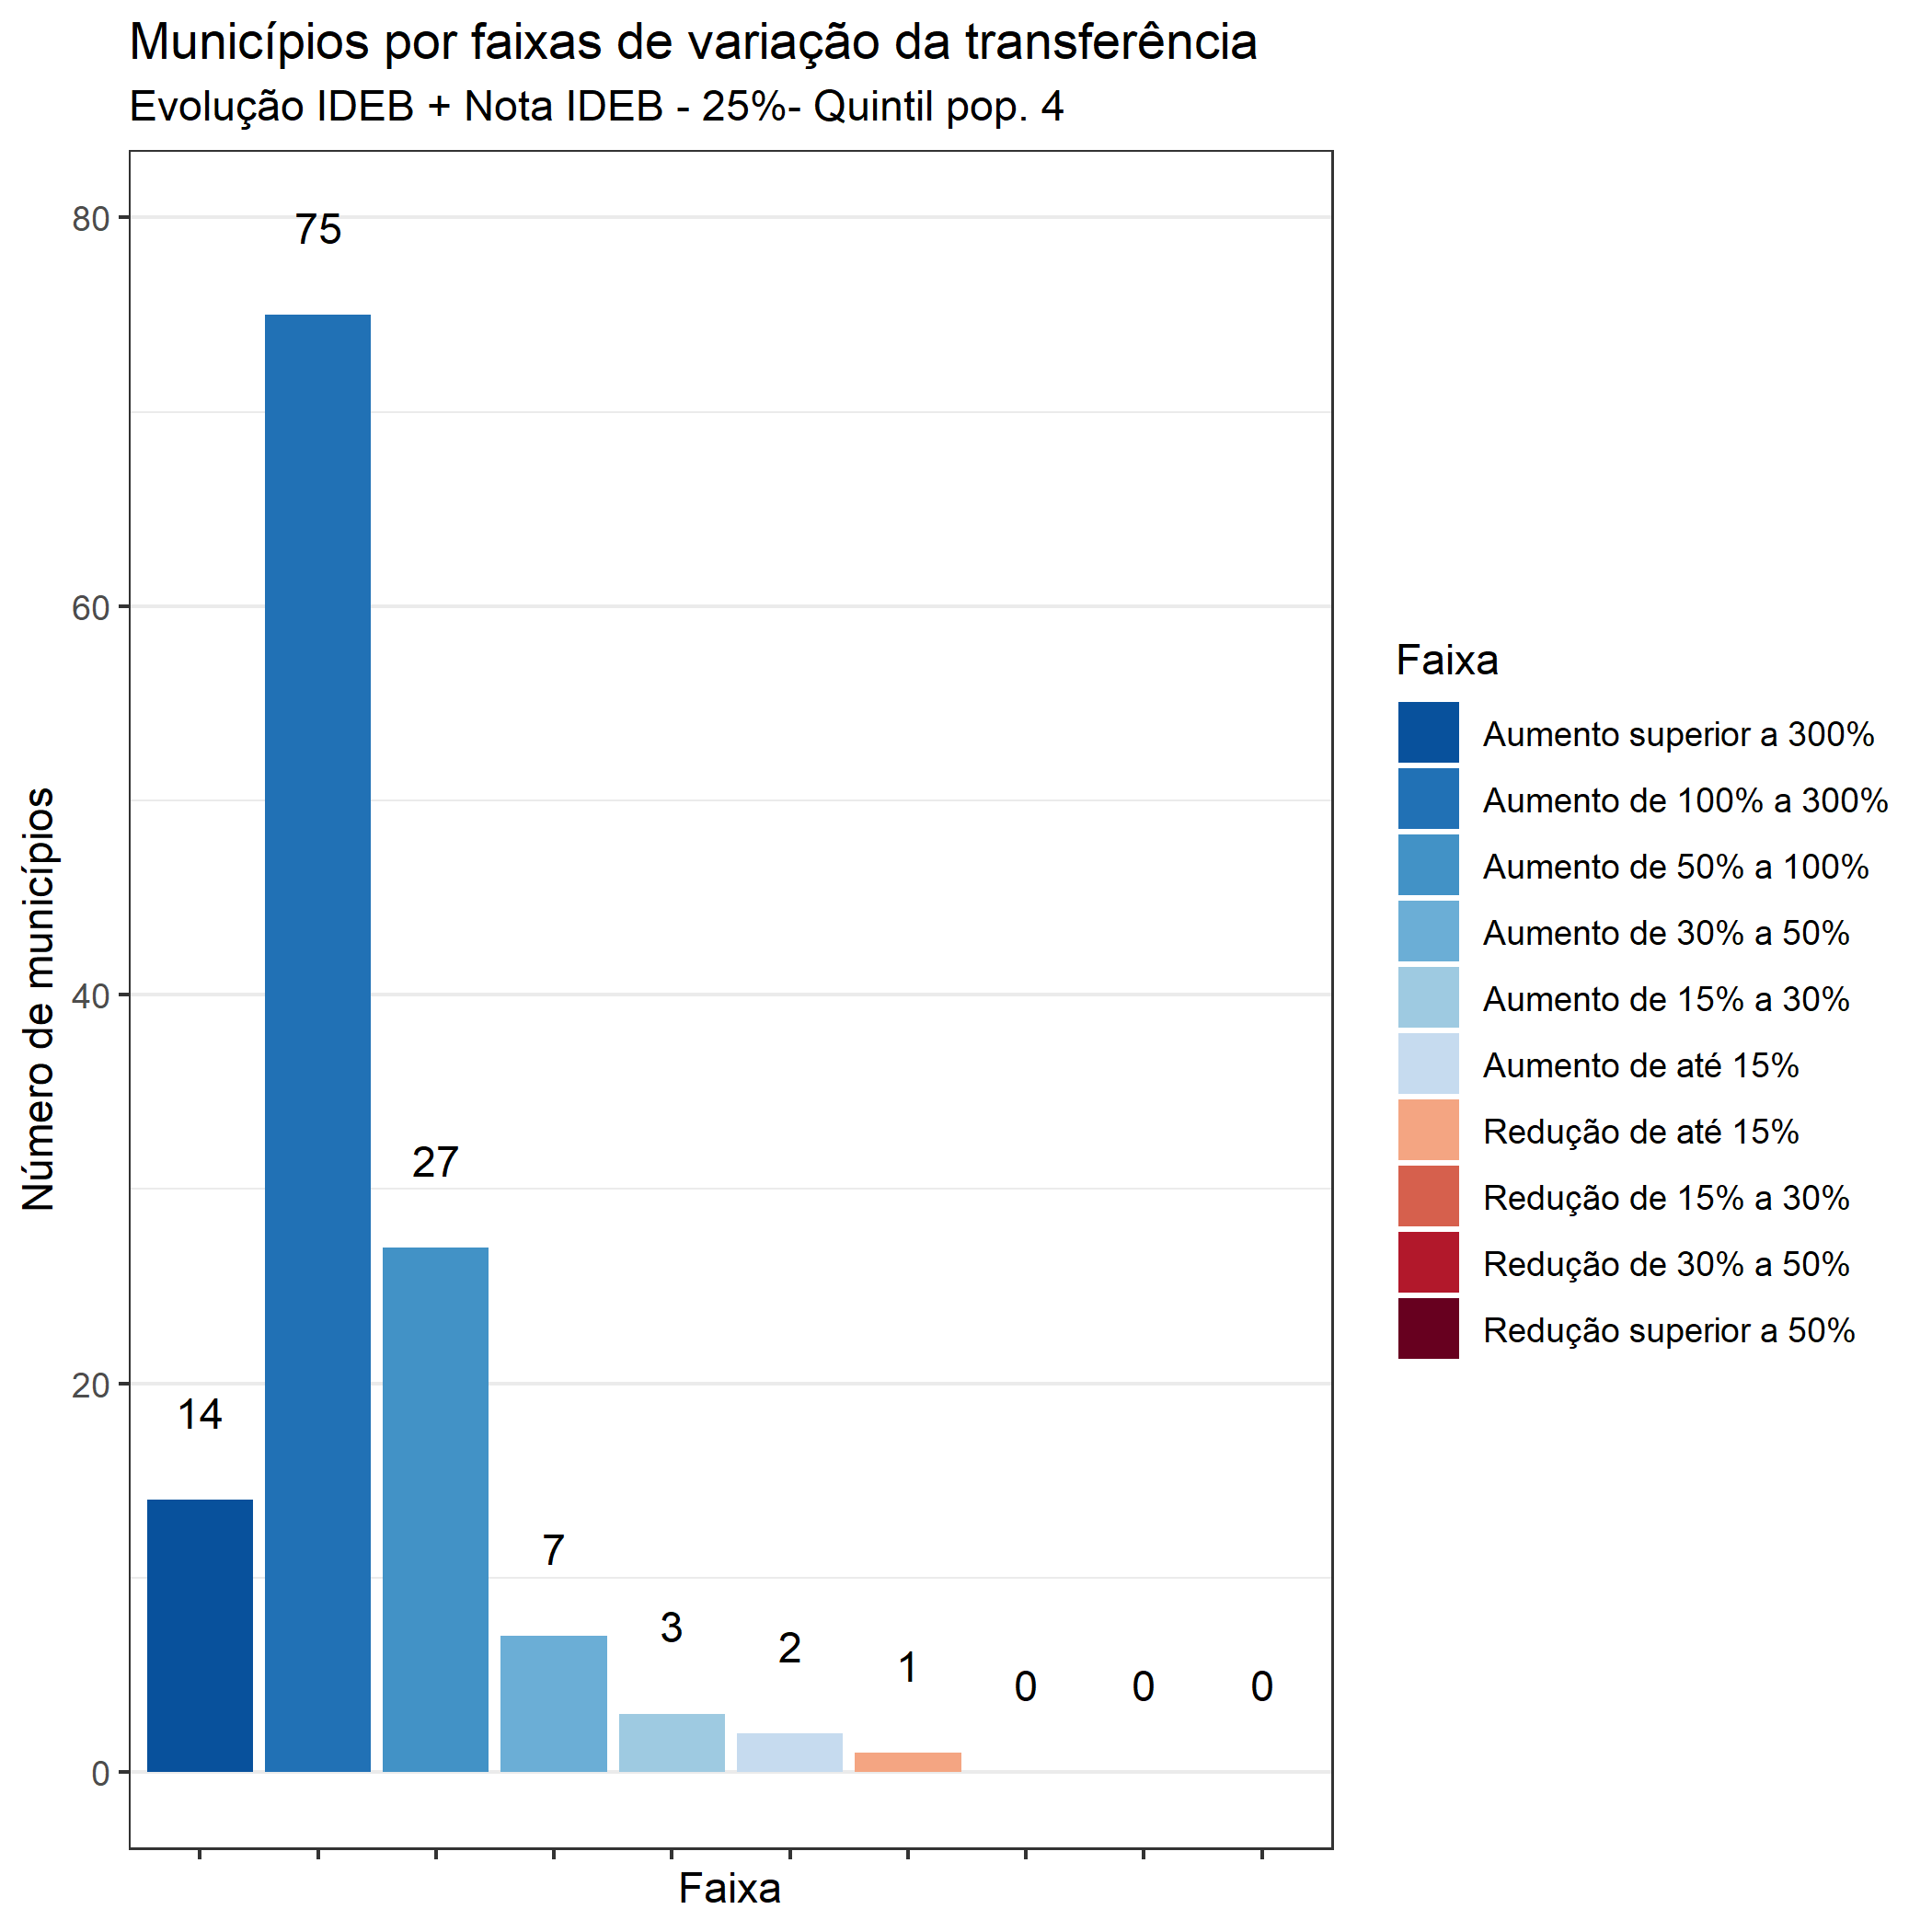 Municípios por faixas de variação da transferência
Evolução IDEB + Nota IDEB - 25%- Quintil pop. 4
Número de municípios
80
60
40
20
0
14
75
27
7
3
2
1
0
0
0
Faixa
Faixa
Aumento superior a 300%
Aumento de 100% a 300%
Aumento de 50% a 100%
Aumento de 30% a 50%
Aumento de 15% a 30%
Aumento de até 15%
Redução de até 15%
Redução de 15% a 30%
Redução de 30% a 50%
Redução superior a 50%